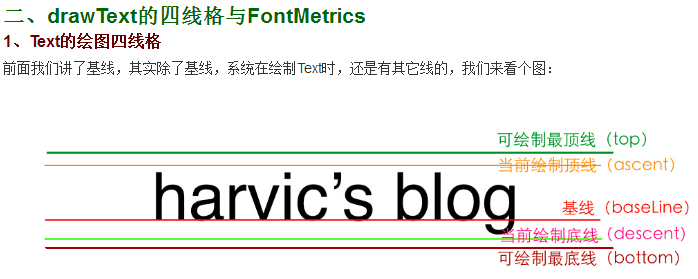 二、drawText的四线格与FontMetrics
1、Text的绘图四线格
前面我们讲了基线，其实除了基线，系统在绘制Text时，还是有其它线的，我们来看个图：
可绘制最顶线（top）
当前绘制顶线（ascent）
harvic's blog
基线（baseLine）
当前绘制底线（descent）
可绘制最底线（bottom）